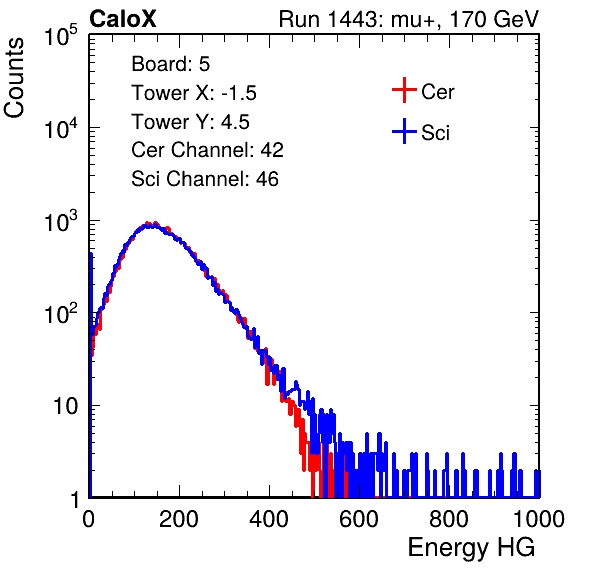 CaloX Run 1443: mu+, 170 GeV
Counts
Board: 5
Tower X: -1.5
Tower Y: 4.5
Cer Channel: 42
Sci Channel: 46
Cer
Sci
10^5
10^4
10^3
10^2
10
1
0 200 400 600 800 1000
Energy HG